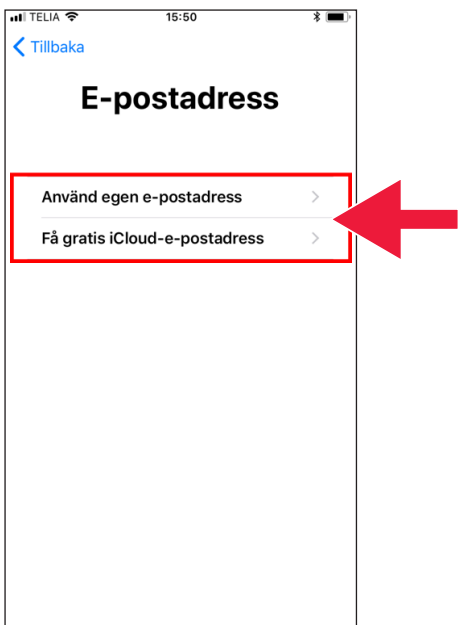 TELIA 15:50
Tillbaka
E-postadress
Använd egen e-postadress
Få gratis iCloud-e-postadress